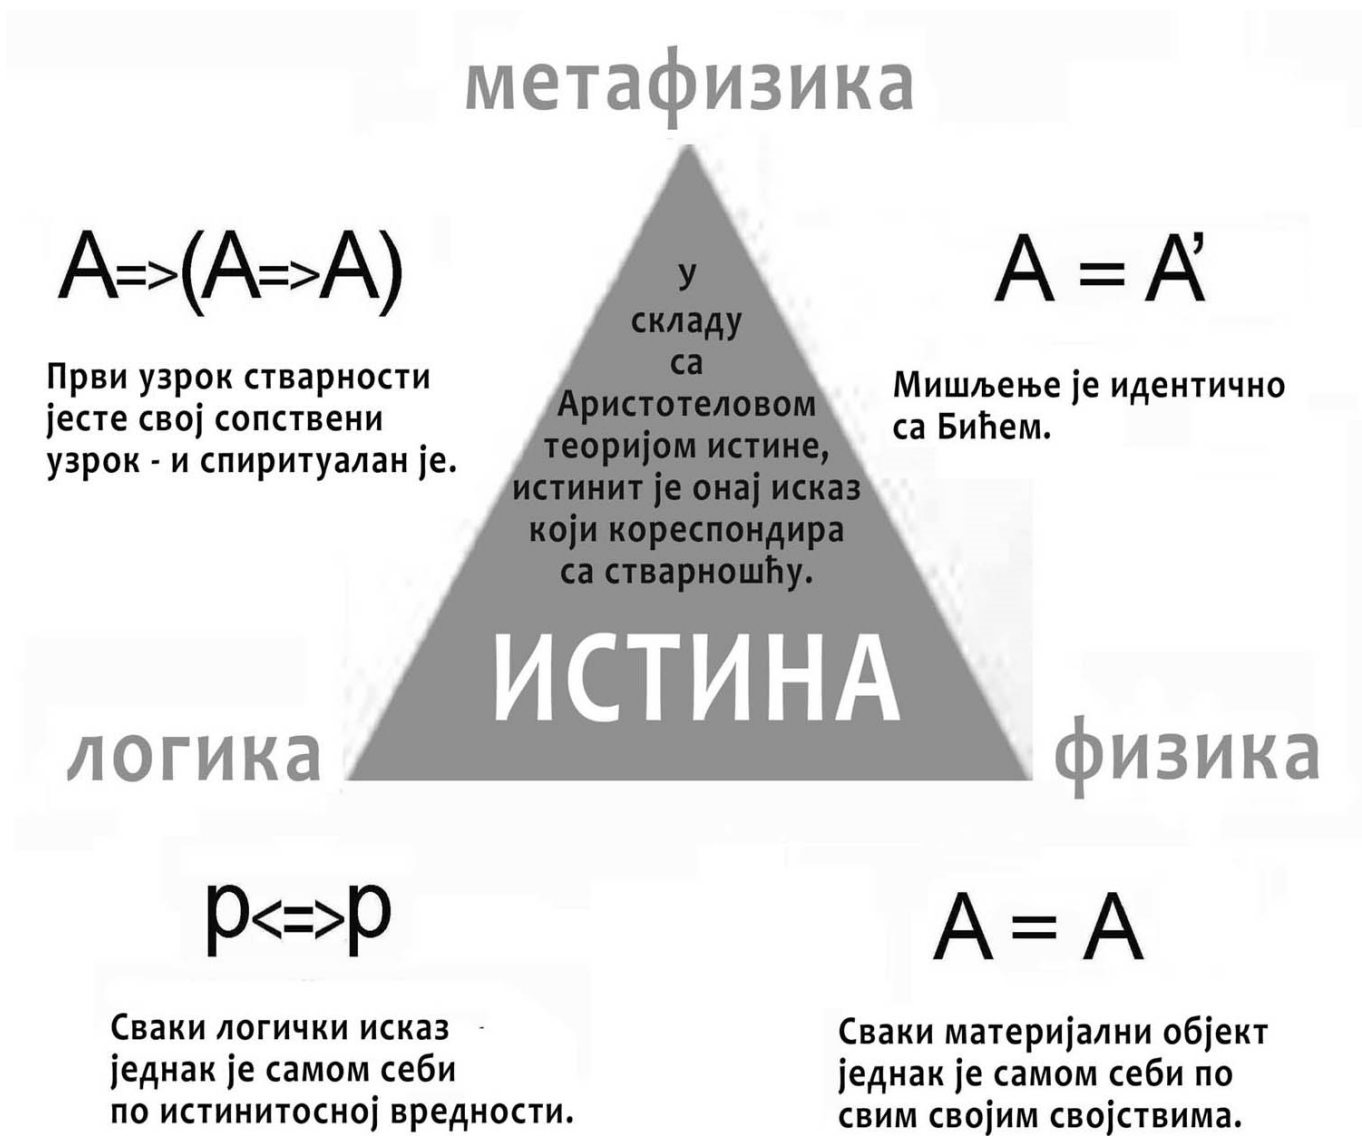 метафизика
A=>(A=>A)
Први узрок стварности
јесте свој сопствени
узрок - и спиритуалан је.
A = A’
Мишљење је идентично
са Бићем.
У
складу
са
Аристотеловом
теоријом истине,
истинит је онај исказ
који кореспондира
са стварношћу.
ИСТИНА
логика
физика
p<=>p
Сваки логички исказ
једнак је самом себи
по истинитосној вредности.
A = A
Сваки материјални објект
једнак је самом себи по
свим својим својствима.